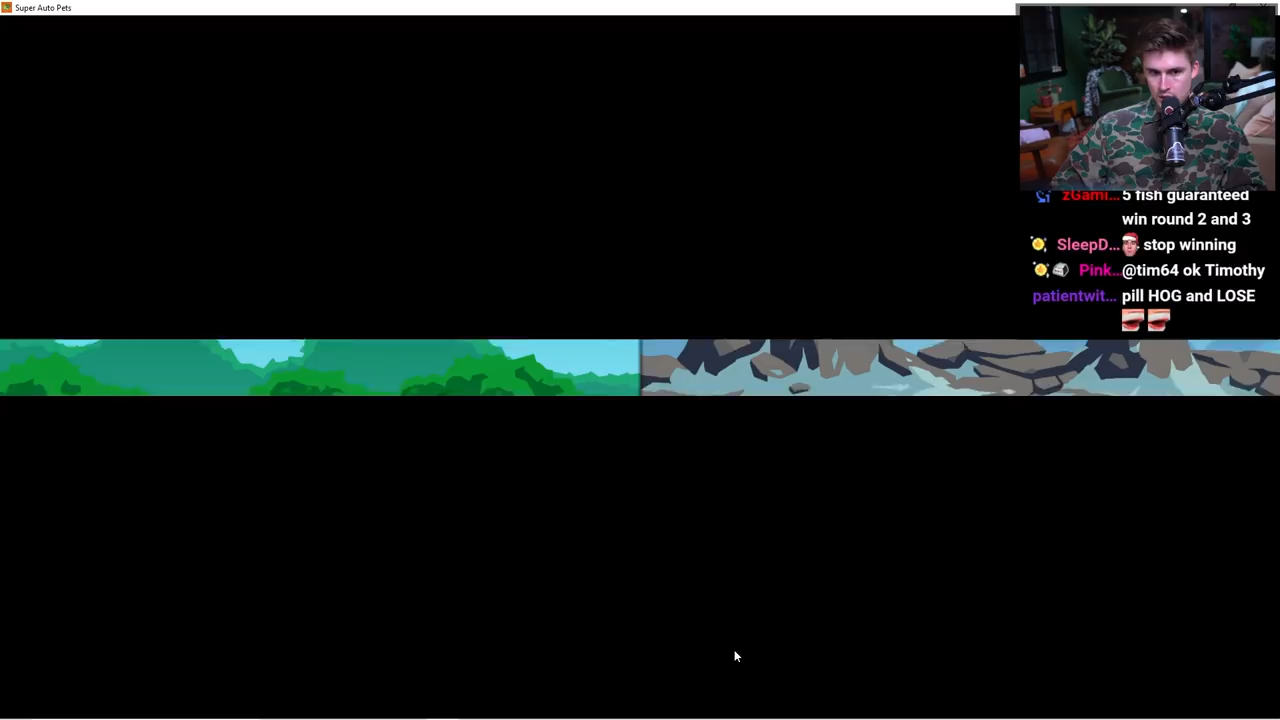 Super Auto Pets
zGami... 5 fish guaranteed
win round 2 and 3
SleepD... stop winning
Pink... @tim64 ok Timothy
patientwit... pill HOG and LOSE